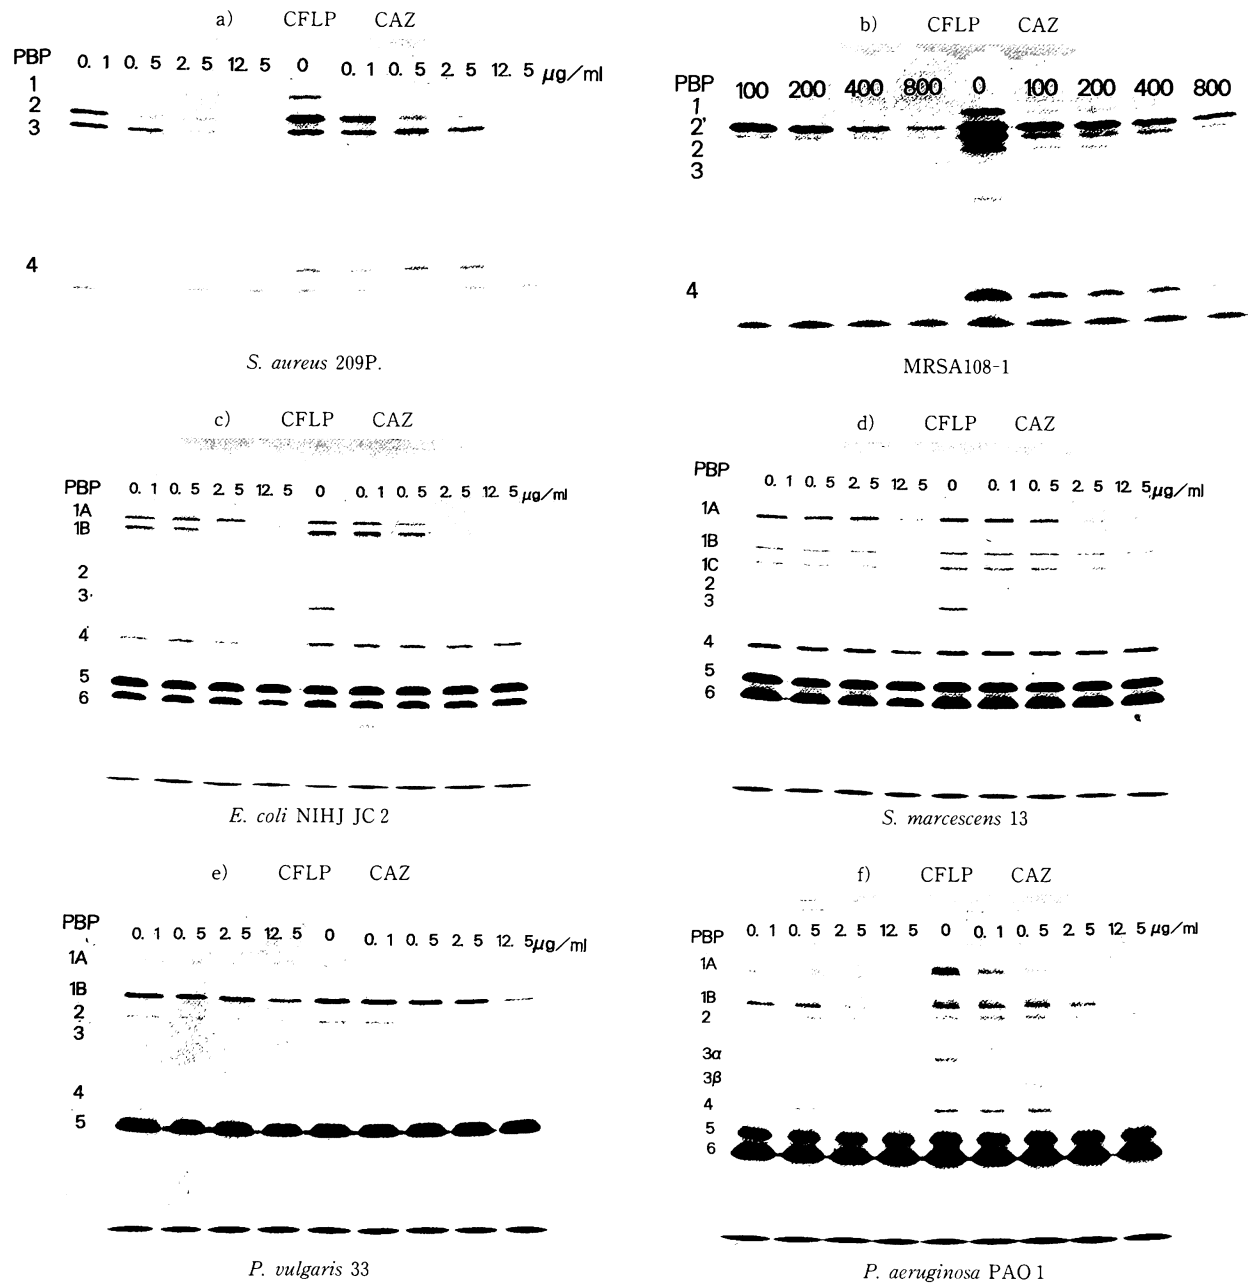 a) CFLP CAZ
PBP 0. 1 0. 5 2. 5 12. 5 0 0. 1 0. 5 2. 5 12. 5 μg/ml
1
2
3
4
S. aureus 209P.
b) CFLP CAZ
PBP 100 200 400 800 0 100 200 400 800
1
2'
2
3
4
MRSA108-1
c) CFLP CAZ
PBP 0. 1 0. 5 2. 5 12. 5 0 0. 1 0. 5 2. 5 12. 5 μg/ml
1A
1B
2
3
4
5
6
E. coli NIHJ JC 2
d) CFLP CAZ
PBP 0. 1 0. 5 2. 5 12. 5 0 0. 1 0. 5 2. 5 12. 5 μg/ml
1A
1B
1C
2
3
4
5
6
S. marcescens 13
e) CFLP CAZ
PBP 0. 1 0. 5 2. 5 12. 5 0 0. 1 0. 5 2. 5 12. 5 μg/ml
1A
1B
2
3
4
5
P. vulgaris 33
f) CFLP CAZ
PBP 0. 1 0. 5 2. 5 12. 5 0 0. 1 0. 5 2. 5 12. 5 μg/ml
1A
1B
2
3α
3β
4
5
6
P. aeruginosa PAO 1